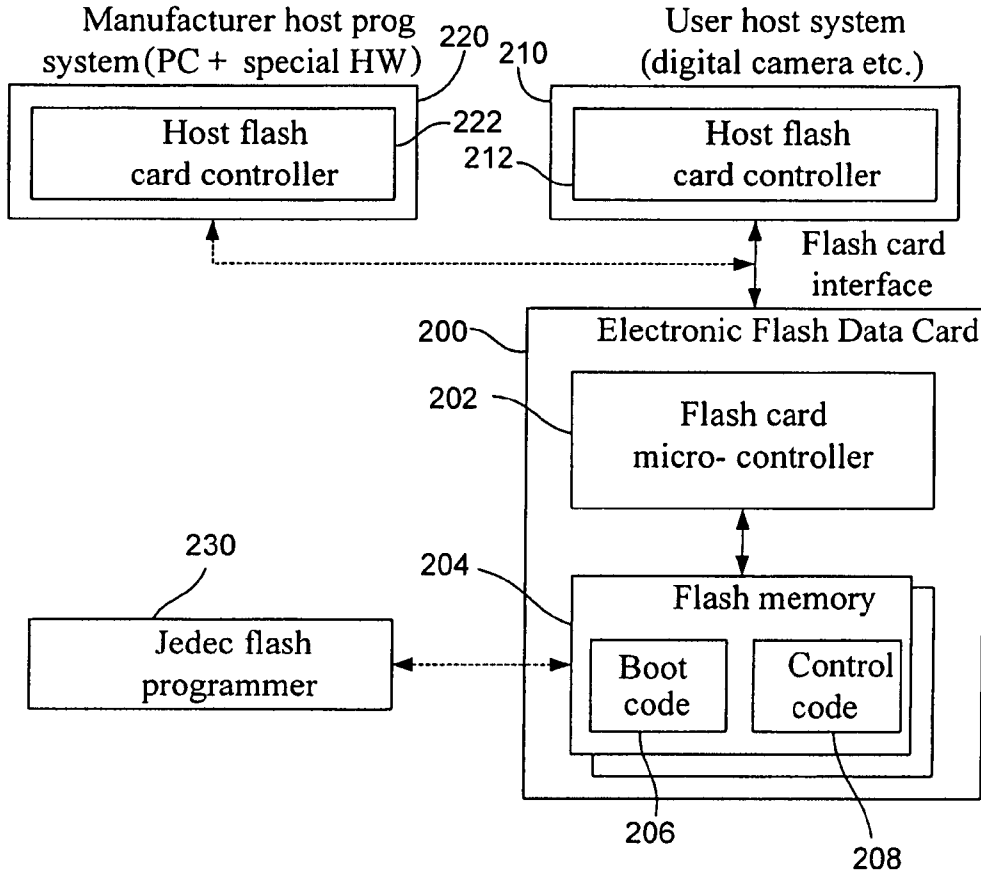 Manufacturer host prog
system (PC + special HW)
220
Host flash
card controller
222
User host system
(digital camera etc.)
210
Host flash
card controller
212
Flash card
interface
200
Electronic Flash Data Card
202
Flash card
micro- controller
204
Flash memory
Boot
code
Control
code
206
208
230
Jedec flash
programmer